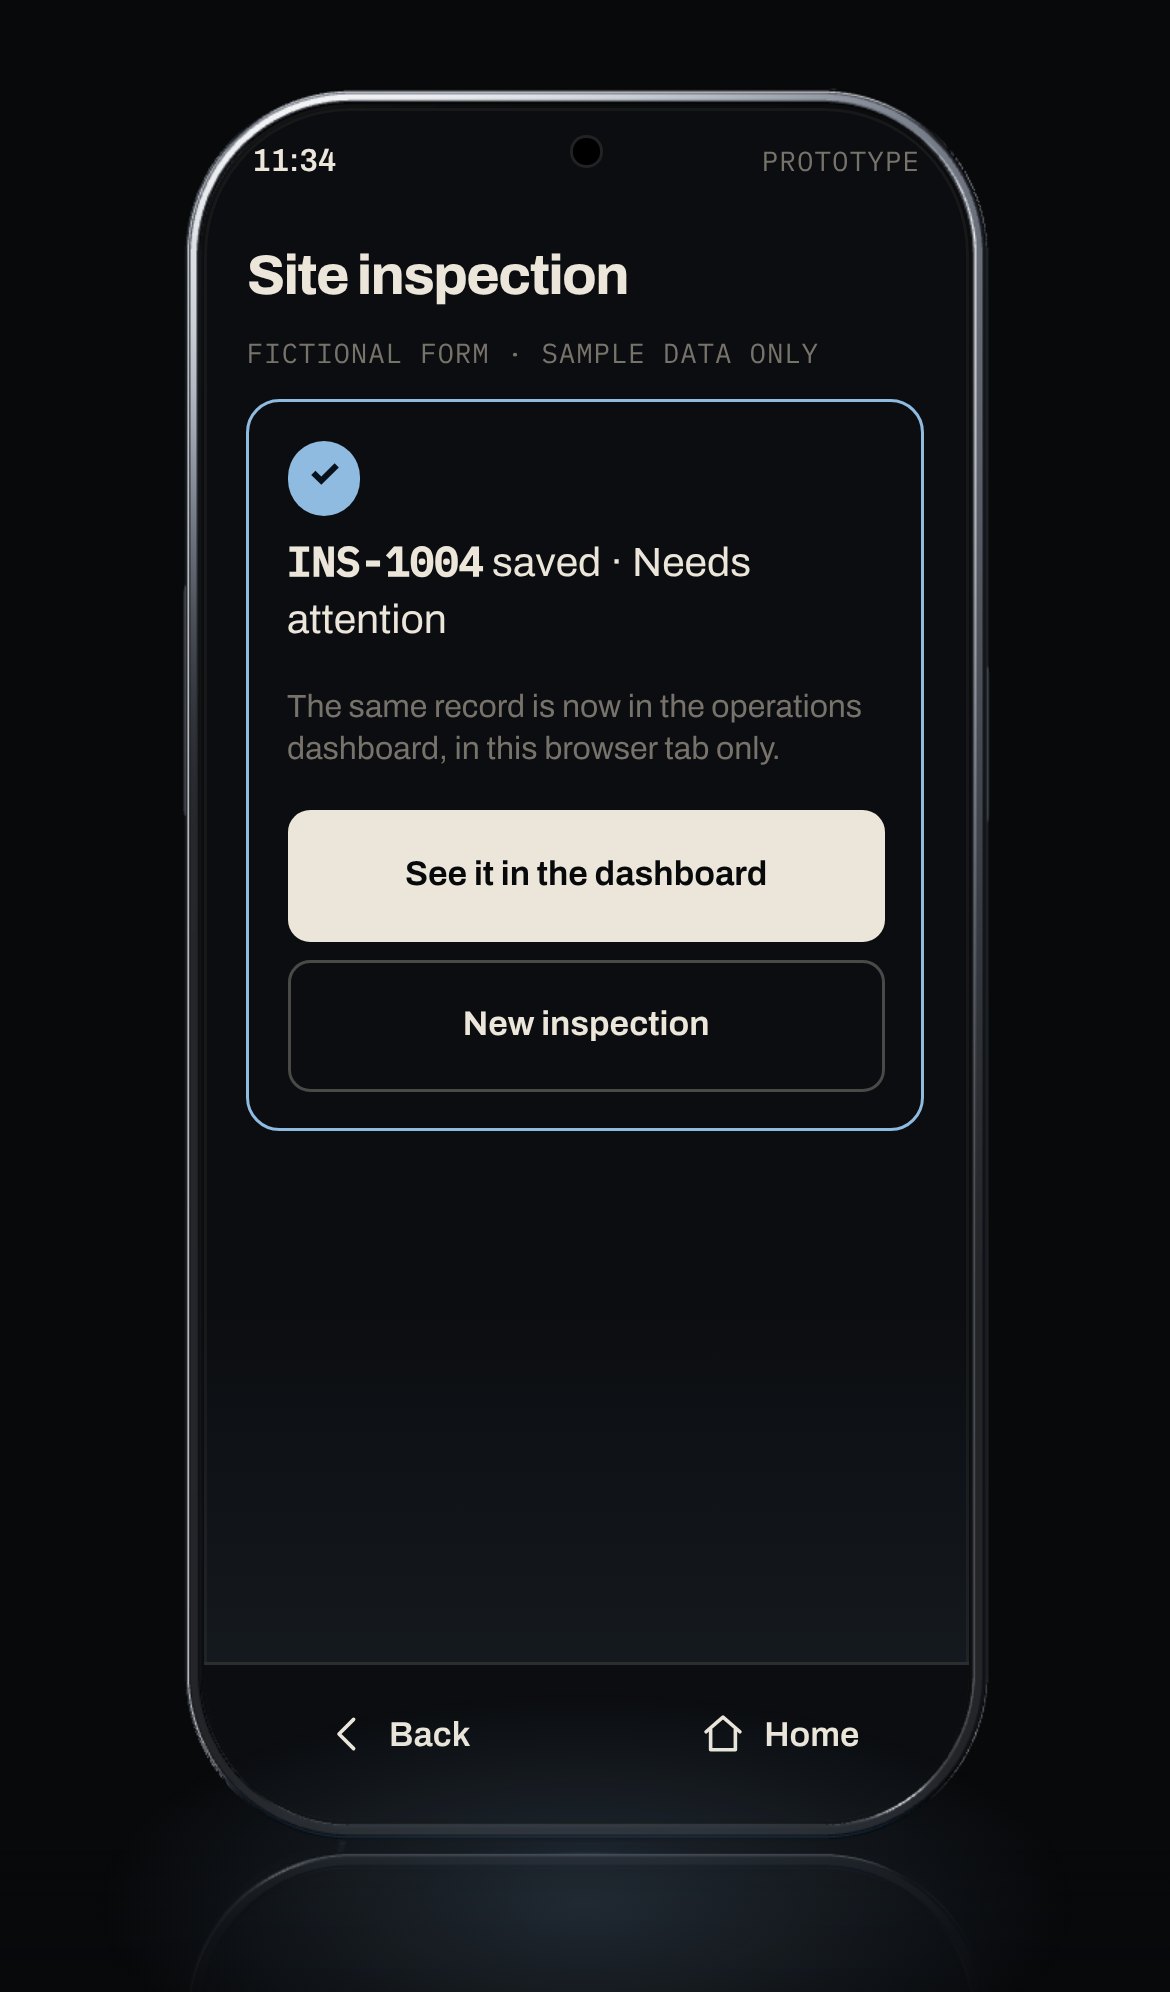 11:34
PROTOTYPE
Site inspection
FICTIONAL FORM · SAMPLE DATA ONLY
INS-1004 saved · Needs
attention
The same record is now in the operations
dashboard, in this browser tab only.
See it in the dashboard
New inspection
Back
Home